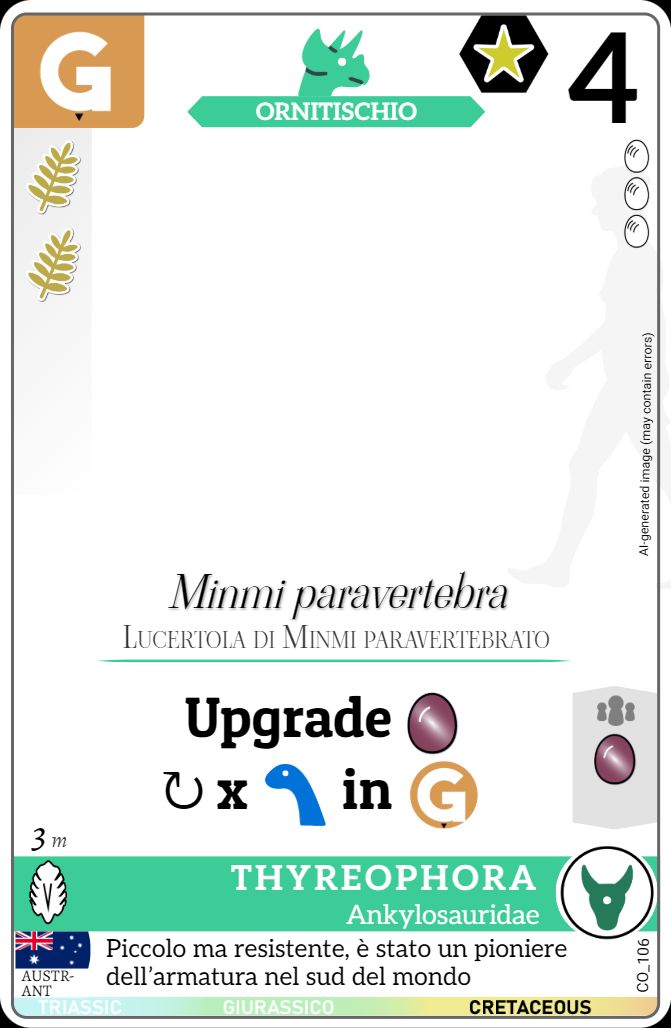 G
4
ORNITISCHIO
AI-generated image (may contain errors)
Minmi paravertebra
Lucertola di Minmi paravertebrato
Upgrade
x in G
3 m
THYREOPHORA
Ankylosauridae
AUSTR-
ANT
Piccolo ma resistente, è stato un pioniere
dell'armatura nel sud del mondo
CO_106
TRIASSIC GIURASSICO CRETACEOUS